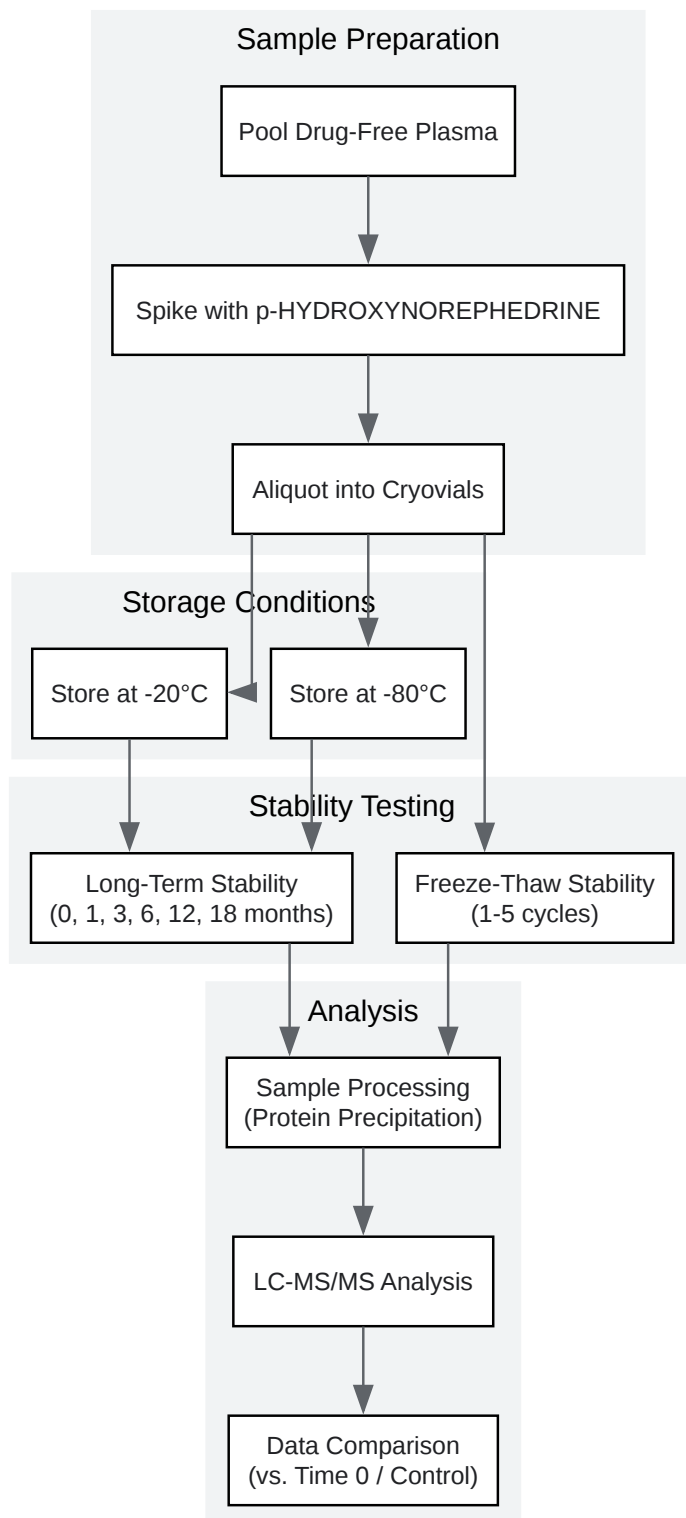 Sample Preparation
Pool Drug-Free Plasma
Spike with p-HYDROXYNOREPHEDRINE
Aliquot into Cryovials
Storage Conditions
Store at -20°C
Store at -80°C
Stability Testing
Long-Term Stability
(0, 1, 3, 6, 12, 18 months)
Freeze-Thaw Stability
(1-5 cycles)
Analysis
Sample Processing
(Protein Precipitation)
LC-MS/MS Analysis
Data Comparison
(vs. Time 0 / Control)